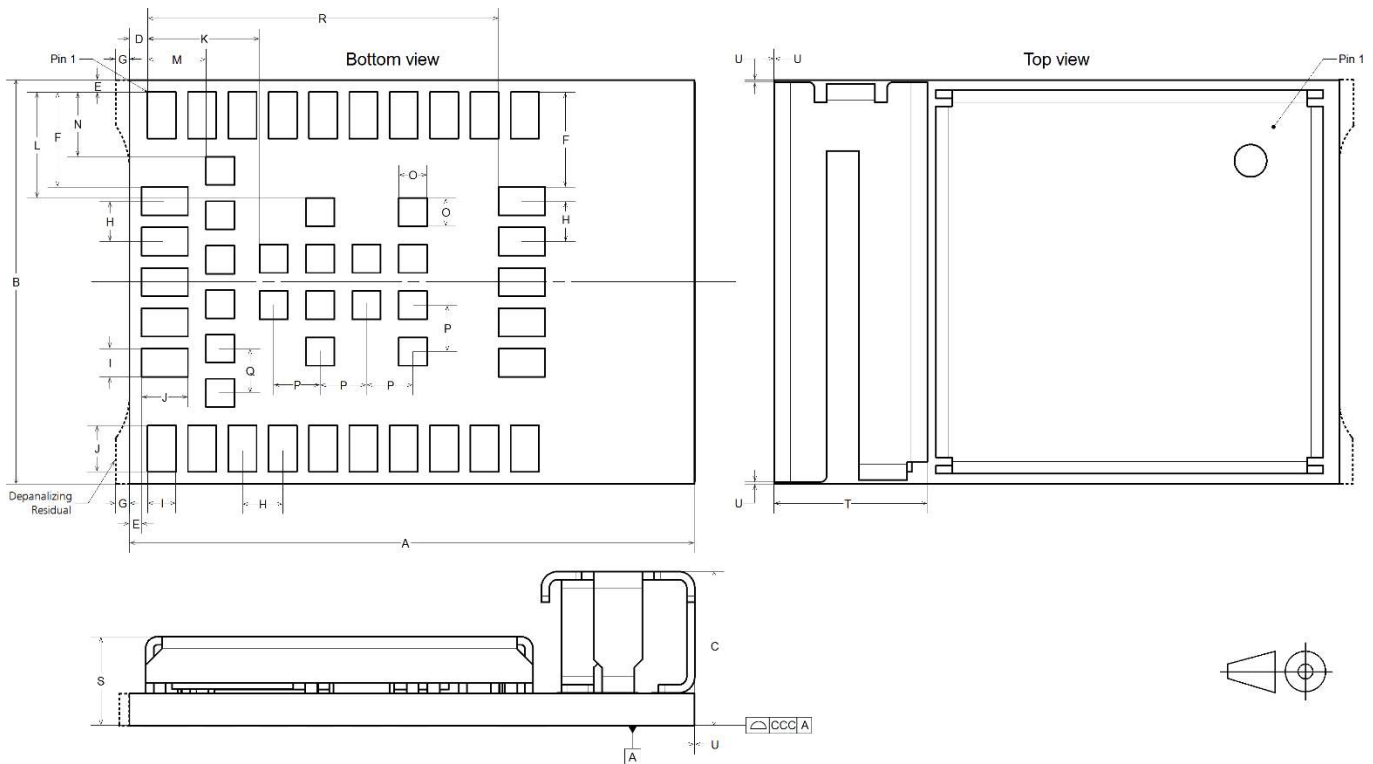 R
D
K
G
M
Pin 1
Bottom view
E
N
F
L
F
O
O
H
H
B
P
I
Q
P
P
P
J
J
Depanalizing
Residual
G
I
H
E
A
U
U
Top view
Pin 1
U
T
S
C
CCC
A
A
U